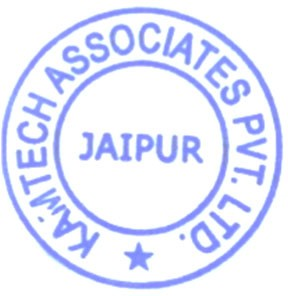 KAMTECH ASSOCIATES PVT. LTD.
JAIPUR